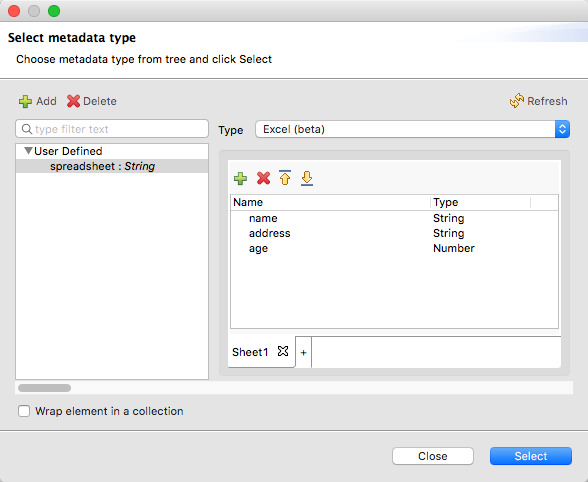 Select metadata type
Choose metadata type from tree and click Select
Add Delete Refresh
type filter text
Type Excel (beta)
User Defined
spreadsheet : String
Name Type
name String
address String
age Number
Sheet1 +
Wrap element in a collection
Close Select